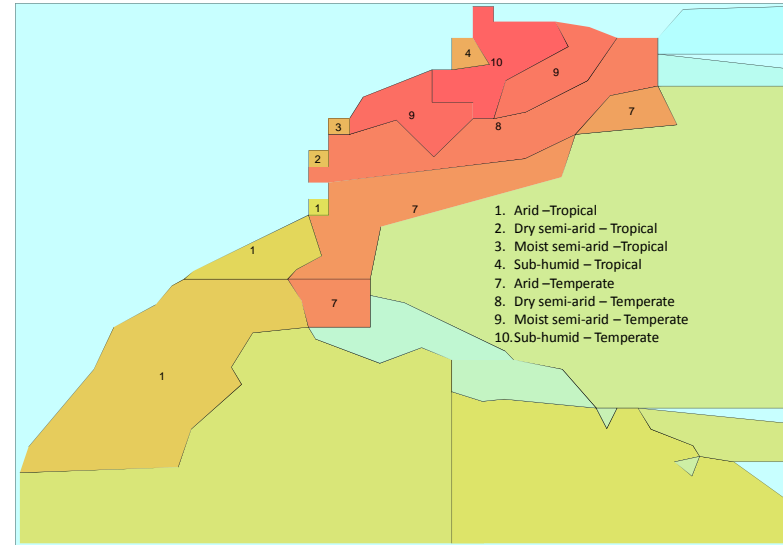 4
10
9
7
3
9
8
2
1
7
1
7
1
1. Arid –Tropical
2. Dry semi-arid – Tropical
3. Moist semi-arid –Tropical
4. Sub-humid – Tropical
7. Arid –Temperate
8. Dry semi-arid – Temperate
9. Moist semi-arid – Temperate
10. Sub-humid – Temperate